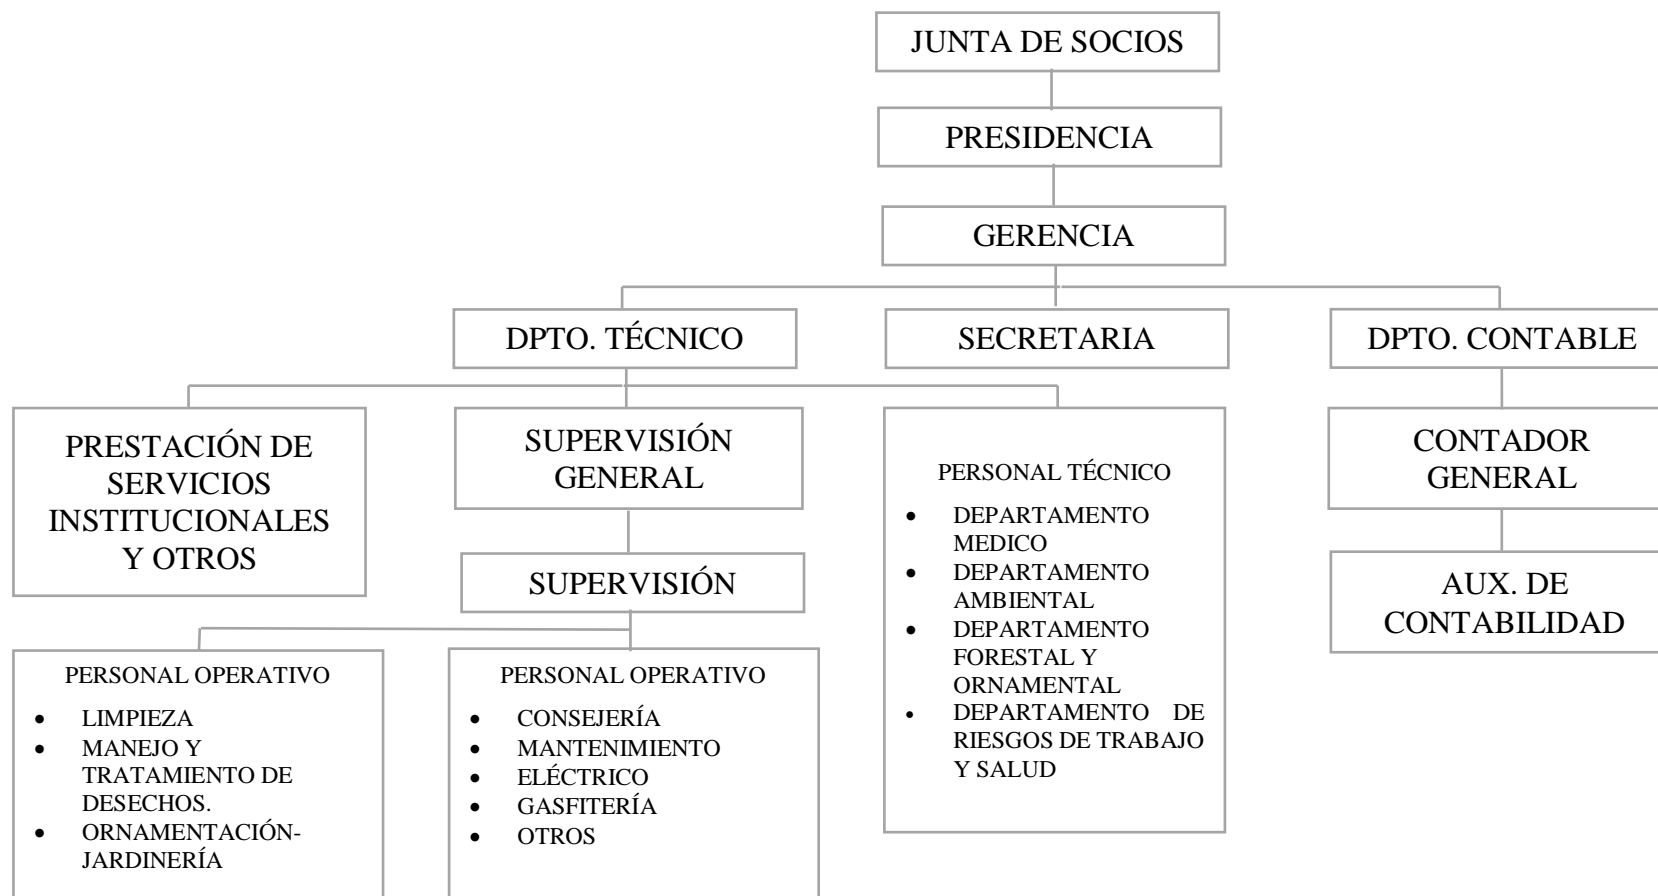 JUNTA DE SOCIOS
PRESIDENCIA
GERENCIA
DPTO. TÉCNICO
SECRETARIA
DPTO. CONTABLE
PRESTACIÓN DE
SERVICIOS
INSTITUCIONALES
Y OTROS
SUPERVISIÓN
GENERAL
SUPERVISIÓN
PERSONAL TÉCNICO
• DEPARTAMENTO
MEDICO
• DEPARTAMENTO
AMBIENTAL
• DEPARTAMENTO
FORESTAL Y
ORNAMENTAL
• DEPARTAMENTO DE
RIESGOS DE TRABAJO
Y SALUD
CONTADOR
GENERAL
AUX. DE
CONTABILIDAD
PERSONAL OPERATIVO
• LIMPIEZA
• MANEJO Y
TRATAMIENTO DE
DESECHOS.
• ORNAMENTACIÓN-
JARDINERÍA
PERSONAL OPERATIVO
• CONSEJERÍA
• MANTENIMIENTO
• ELÉCTRICO
• GASFITERÍA
• OTROS